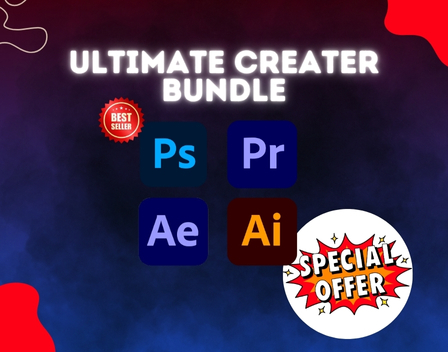 ULTIMATE CREATER
BUNDLE
BEST
SELLER
Ps
Pr
Ae
Ai
SPECIAL
OFFER